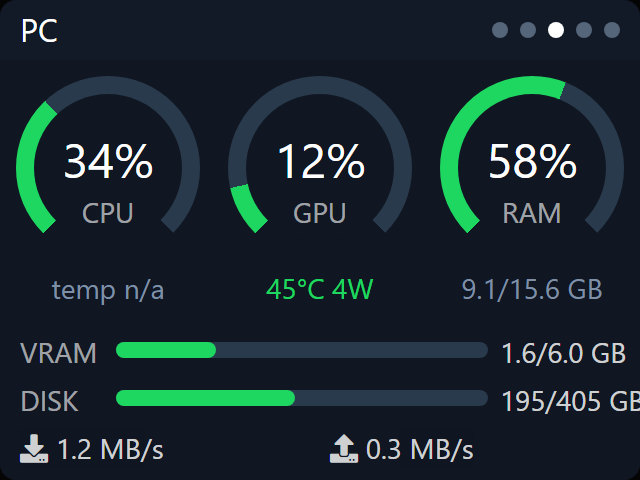 PC
34% 12% 58%
CPU GPU RAM
temp n/a 45°C 4W 9.1/15.6 GB
VRAM 1.6/6.0 GB
DISK 195/405 GB
1.2 MB/s 0.3 MB/s